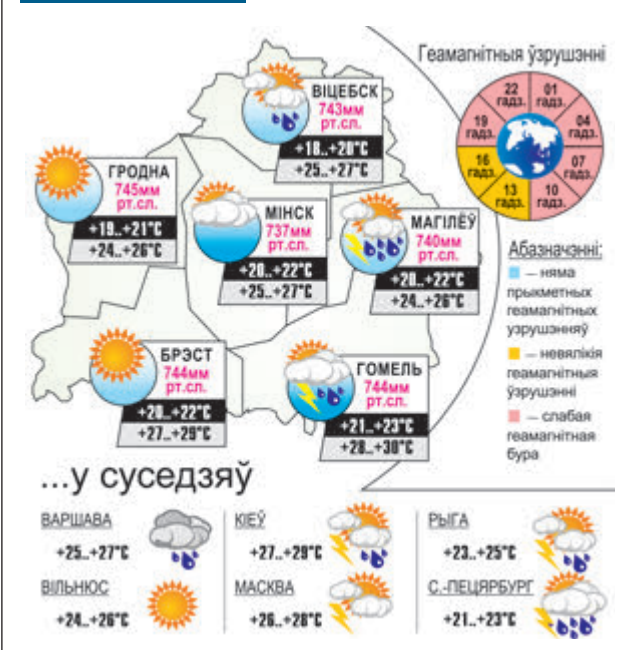 Геамагнітныя ўзрушэнні
22 гадз.
01 гадз.
04 гадз.
07 гадз.
10 гадз.
13 гадз.
16 гадз.
19 гадз.
ВІЦЕБСК
743мм
рт.сл.
+18..+20°C
+25..+27°C
ГРОДНА
745мм
рт.сл.
+19..+21°C
+24..+26°C
МІНСК
737мм
рт.сл.
+20..+22°C
+25..+27°C
МАГІЛЁЎ
740мм
рт.сл.
+20..+22°C
+24..+26°C
БРЭСТ
744мм
рт.сл.
+20..+22°C
+27..+29°C
ГОМЕЛЬ
744мм
рт.сл.
+21..+23°C
+28..+30°C
Абазначэнні:
– няма
прыкметных
геамагнітных
узрушэнняў
– невялікія
геамагнітныя
ўзрушэнні
– слабая
геамагнітная
бура
...у суседзяў
ВАРШАВА
+25..+27°C
КІЕЎ
+27..+29°C
РЫГА
+23..+25°C
ВІЛЬНЮС
+24..+26°C
МАСКВА
+26..+28°C
С.-ПЕЦЯРБУРГ
+21..+23°C